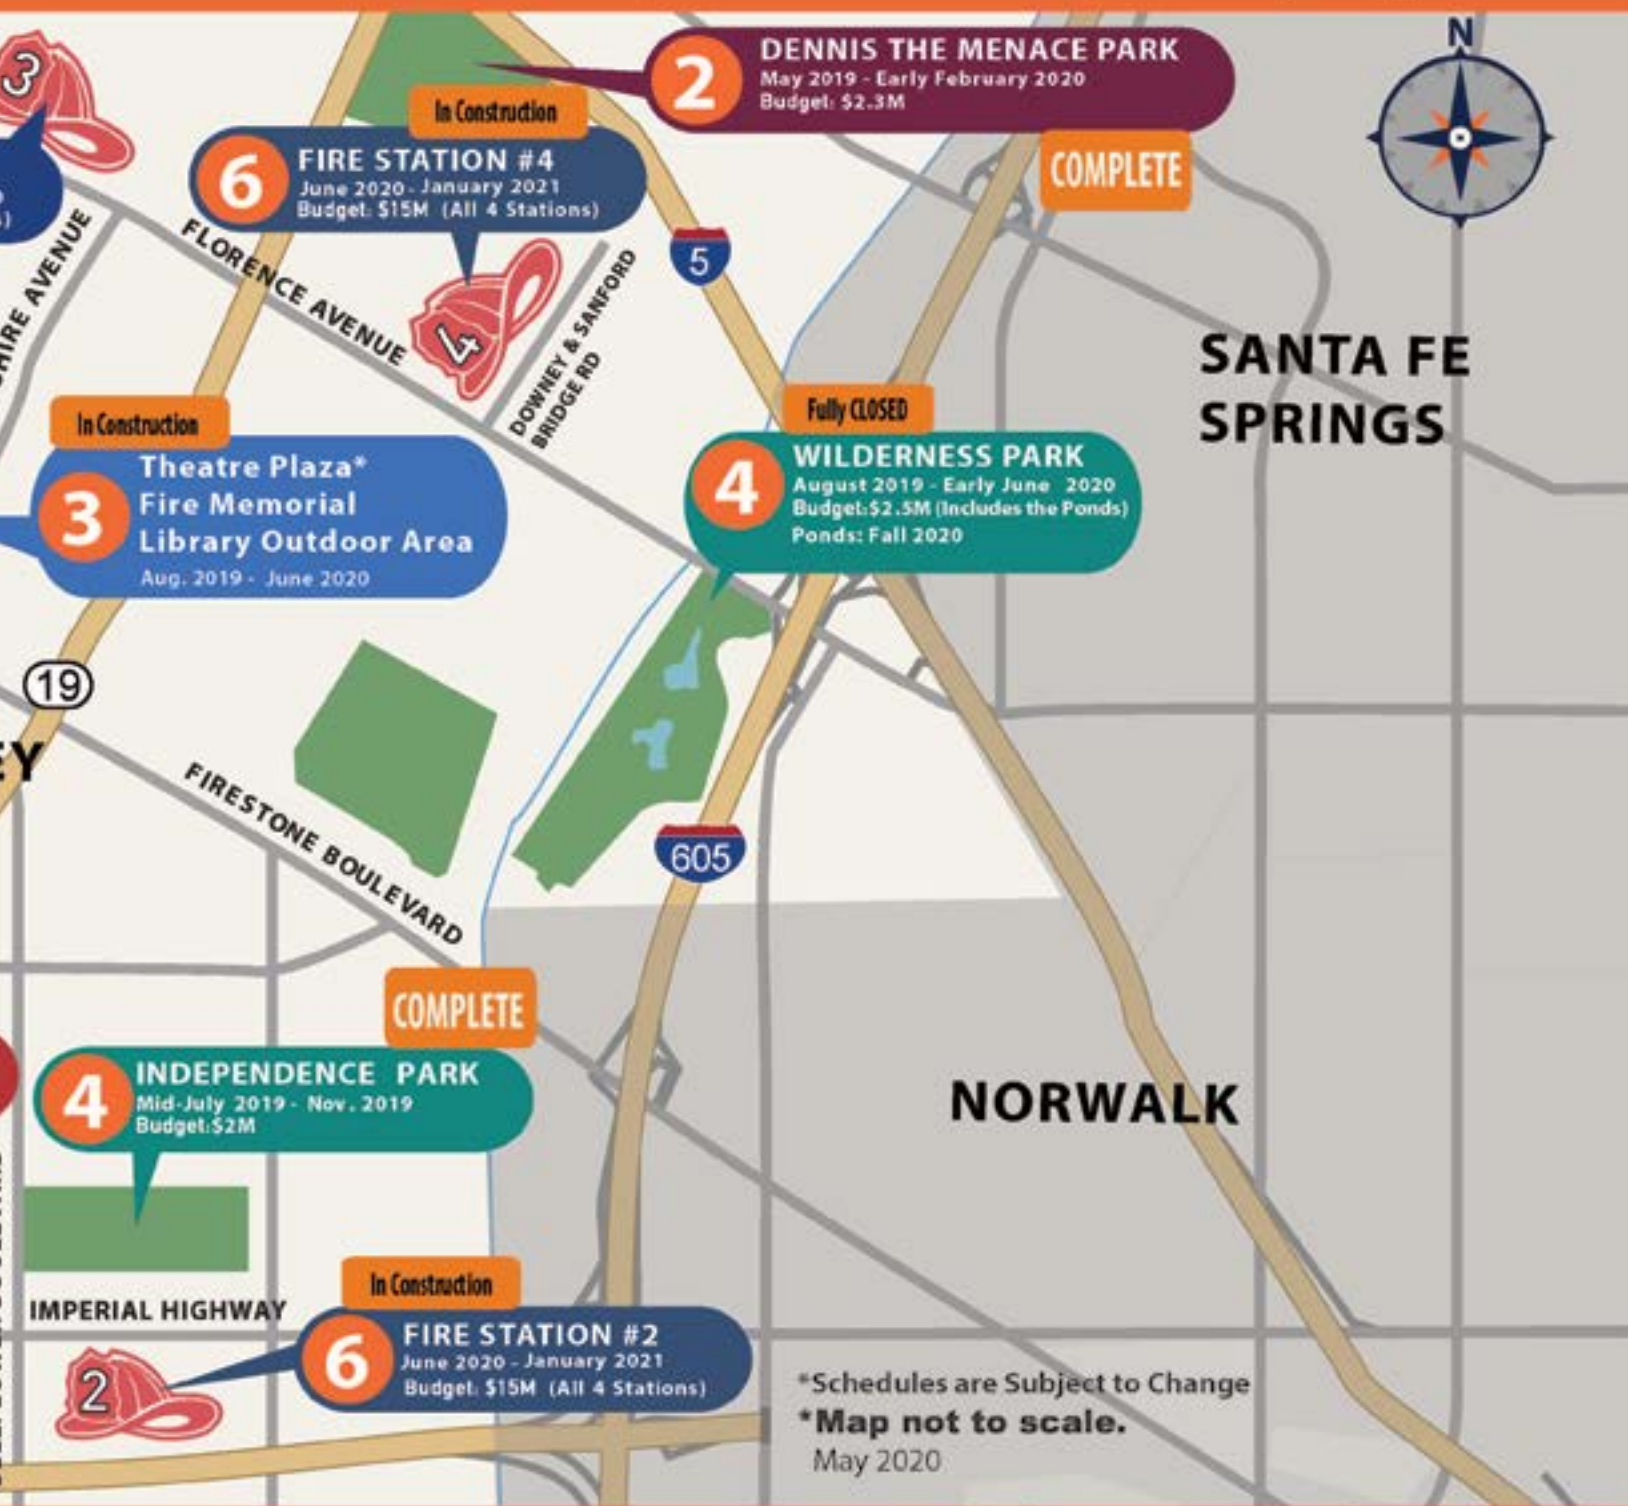 N
3
2
DENNIS THE MENACE PARK
May 2019 - Early February 2020
Budget: $2.3M
COMPLETE
In Construction
6
FIRE STATION #4
June 2020 - January 2021
Budget: $15M (All 4 Stations)
AVENUE
FLORENCE AVENUE
4
DOWNEY & SANFORD
BRIDGE RD
5
SANTA FE
SPRINGS
In Construction
3
Theatre Plaza*
Fire Memorial
Library Outdoor Area
Aug. 2019 - June 2020
Fully CLOSED
4
WILDERNESS PARK
August 2019 - Early June 2020
Budget:$2.5M (Includes the Ponds)
Ponds: Fall 2020
19
EY
FIRESTONE BOULEVARD
605
COMPLETE
4
INDEPENDENCE PARK
Mid-July 2019 - Nov. 2019
Budget:$2M
NORWALK
IMPERIAL HIGHWAY
In Construction
6
FIRE STATION #2
June 2020 - January 2021
Budget: $15M (All 4 Stations)
2
*Schedules are Subject to Change
*Map not to scale.
May 2020